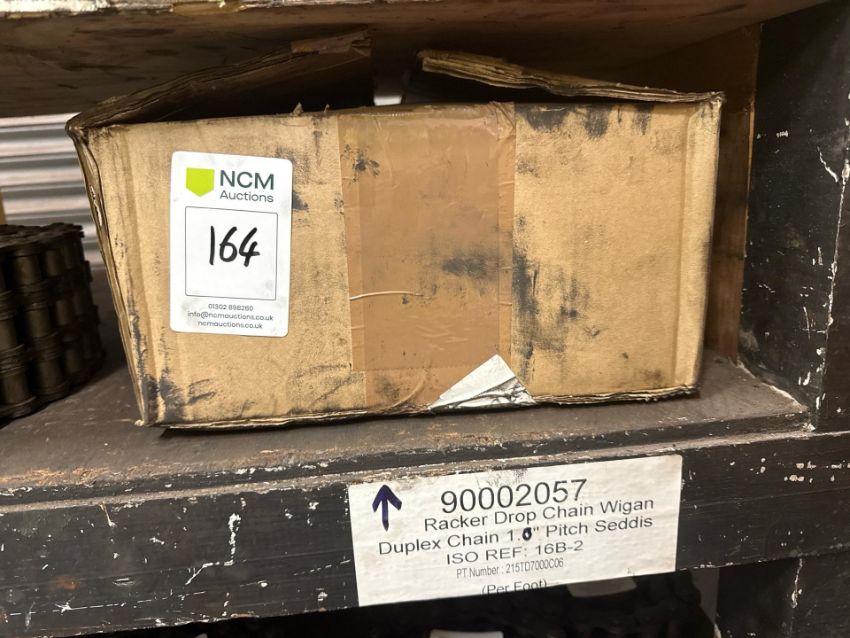 NCM
Auctions
164
01302 898260
info@ncmauctions.co.uk
ncmauctions.co.uk
90002057
Racker Drop Chain Wigan
Duplex Chain 1.0" Pitch Seddis
ISO REF: 16B-2
PT Number : 215TD7000C06
(Per Foot)